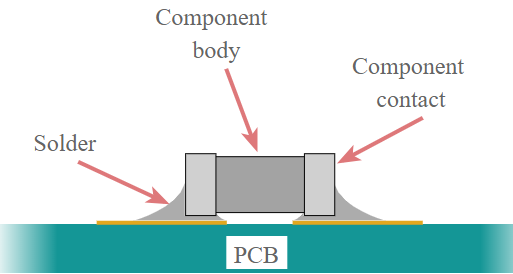 Component
body
Component
contact
Solder
PCB